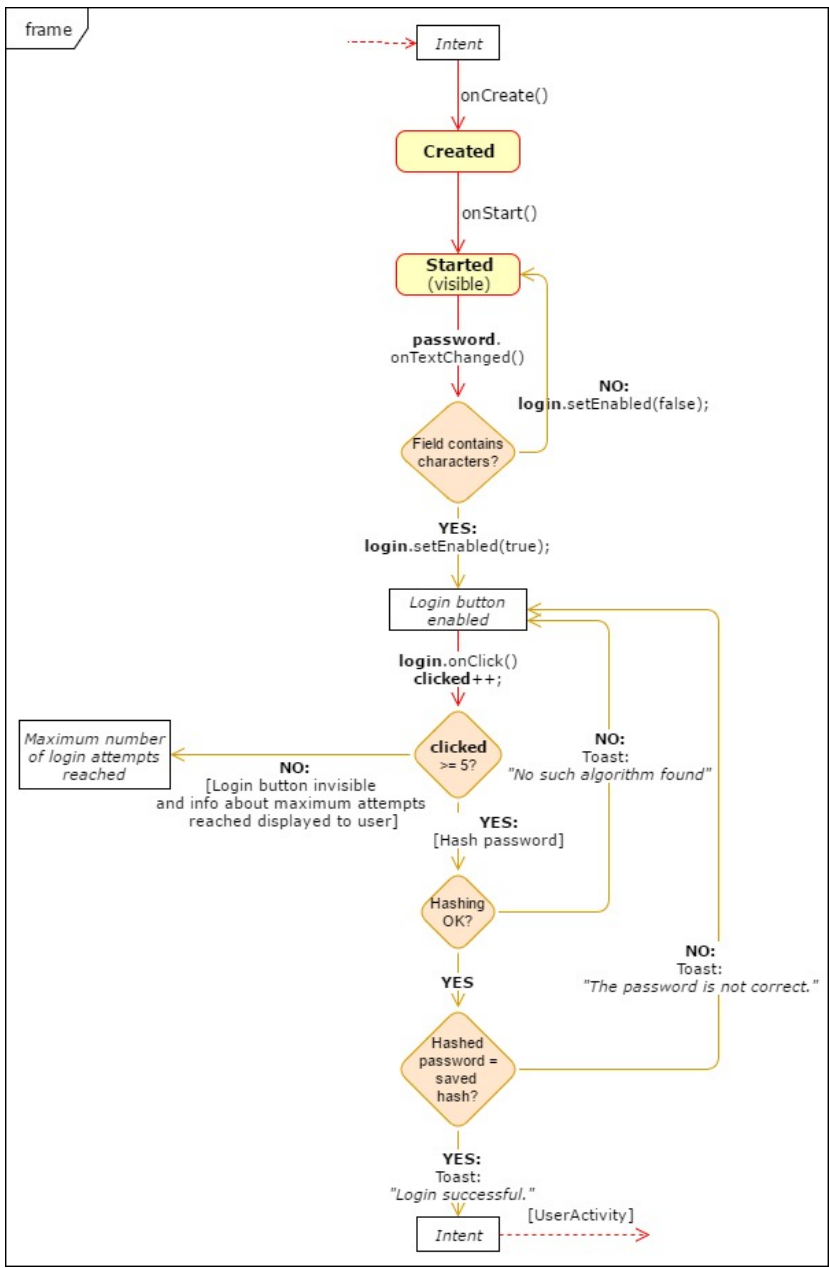 frame
Intent
onCreate()
Created
onStart()
Started
(visible)
password.
onTextChanged()
NO:
login.setEnabled(false);
Field contains
characters?
YES:
login.setEnabled(true);
Login button
enabled
login.onClick()
clicked++;
Maximum number
of login attempts
reached
clicked
>= 5?
NO:
[Login button invisible
and info about maximum attempts
reached displayed to user]
NO:
Toast:
"No such algorithm found"
YES:
[Hash password]
Hashing
OK?
NO:
Toast:
"The password is not correct."
YES
Hashed
password =
saved
hash?
YES:
Toast:
"Login successful."
Intent
[UserActivity]